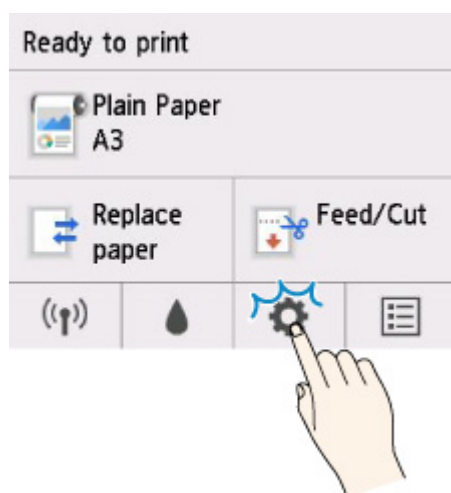 Ready to print
Plain Paper
A3
Replace
paper
Feed/Cut